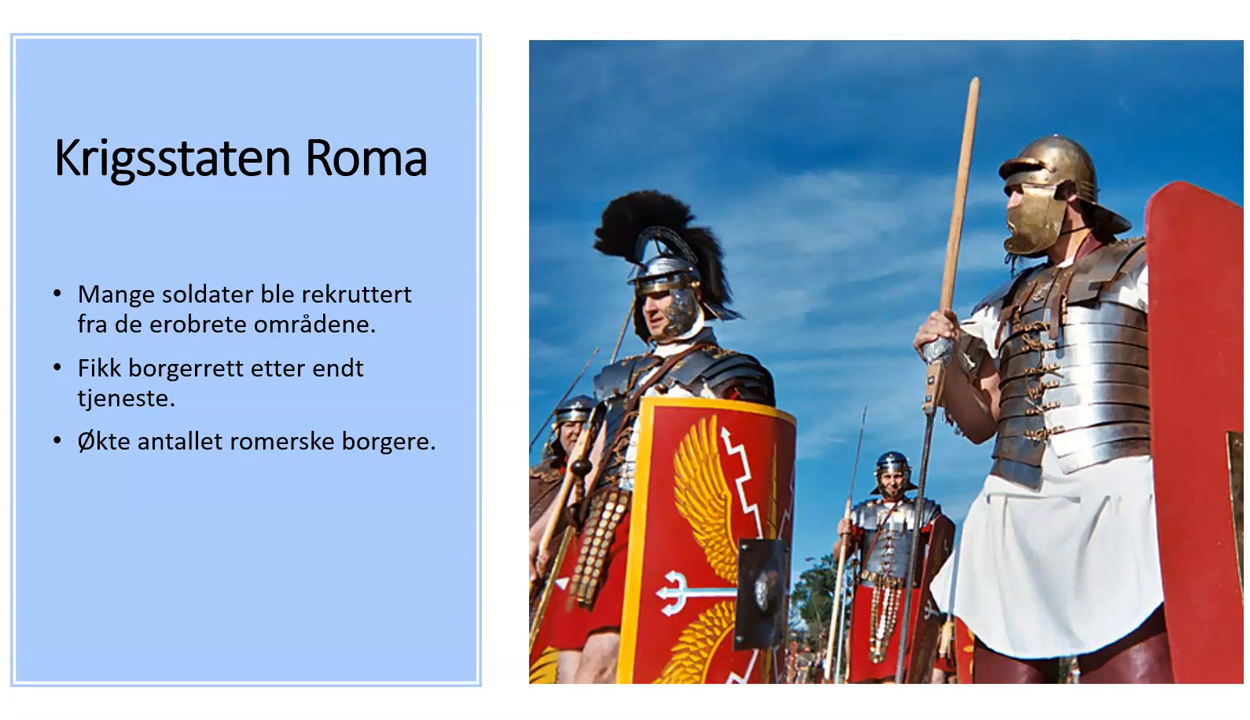 Krigsstaten Roma
• Mange soldater ble rekruttert
fra de erobrete områdene.
• Fikk borgerrett etter endt
tjeneste.
• Økte antallet romerske borgere.